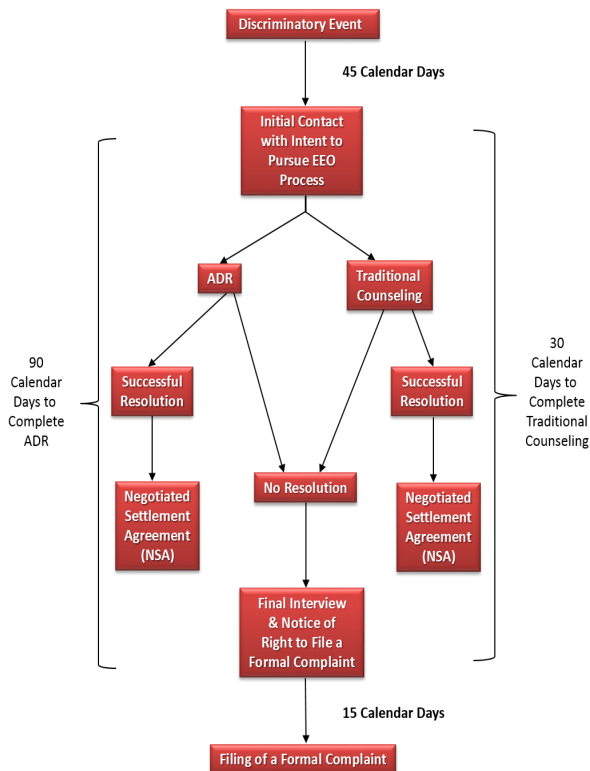 Discriminatory Event
45 Calendar Days
Initial Contact
with Intent to
Pursue EEO
Process
ADR
Traditional
Counseling
90
Calendar
Days to
Complete
ADR
30
Calendar
Days to
Complete
Traditional
Counseling
Successful
Resolution
Successful
Resolution
No Resolution
Negotiated
Settlement
Agreement
(NSA)
Negotiated
Settlement
Agreement
(NSA)
Final Interview
& Notice of
Right to File a
Formal Complaint
15 Calendar Days
Filing of a Formal Complaint